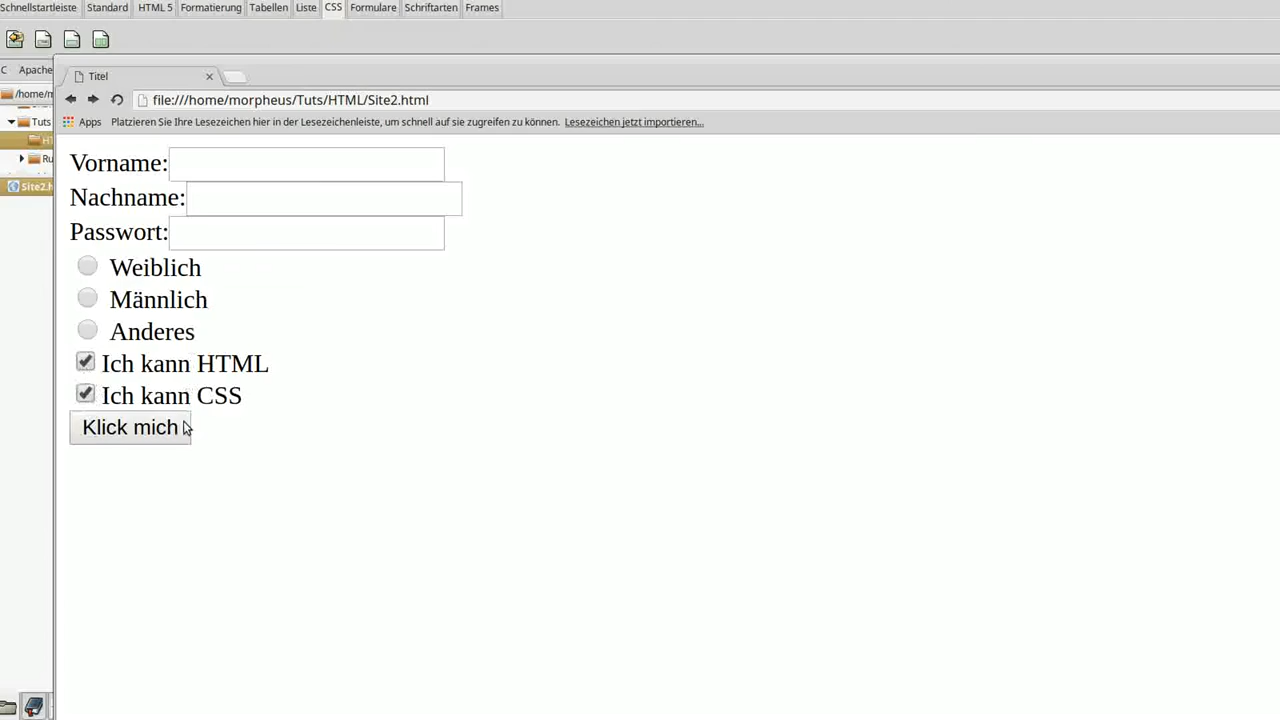 Schnellstartleiste Standard HTML 5 Formatierung Tabellen Liste CSS Formulare Schriftarten Frames
C Apache
Titel
/home/m
file:///home/morpheus/Tuts/HTML/Site2.html
Tuts
Apps Platzieren Sie Ihre Lesezeichen hier in der Lesezeichenleiste, um schnell auf sie zugreifen zu können. Lesezeichen jetzt importieren...
HT
Ru
Site2.h
Vorname:
Nachname:
Passwort:
Weiblich
Männlich
Anderes
Ich kann HTML
Ich kann CSS
Klick mich